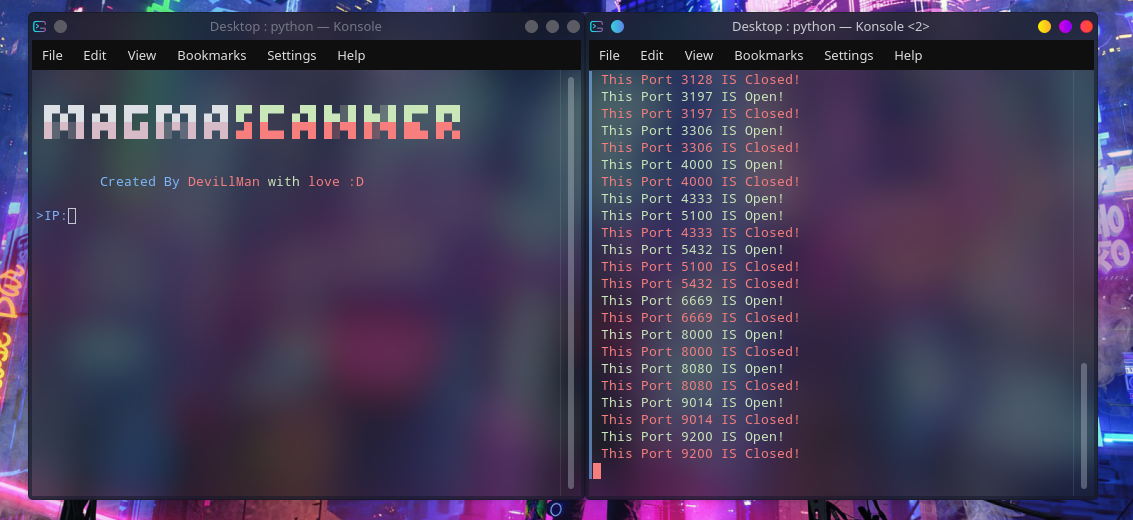 Desktop : python — Konsole
File Edit View Bookmarks Settings Help
MAGMASCANNER
Created By DeviLlMan with love :D
>IP:
Desktop : python — Konsole <2>
File Edit View Bookmarks Settings Help
This Port 3128 IS Closed!
This Port 3197 IS Open!
This Port 3197 IS Closed!
This Port 3306 IS Open!
This Port 3306 IS Closed!
This Port 4000 IS Open!
This Port 4000 IS Closed!
This Port 4333 IS Open!
This Port 5100 IS Open!
This Port 4333 IS Closed!
This Port 5432 IS Open!
This Port 5100 IS Closed!
This Port 5432 IS Closed!
This Port 6669 IS Open!
This Port 6669 IS Closed!
This Port 8000 IS Open!
This Port 8000 IS Closed!
This Port 8080 IS Open!
This Port 8080 IS Closed!
This Port 9014 IS Open!
This Port 9014 IS Closed!
This Port 9200 IS Open!
This Port 9200 IS Closed!